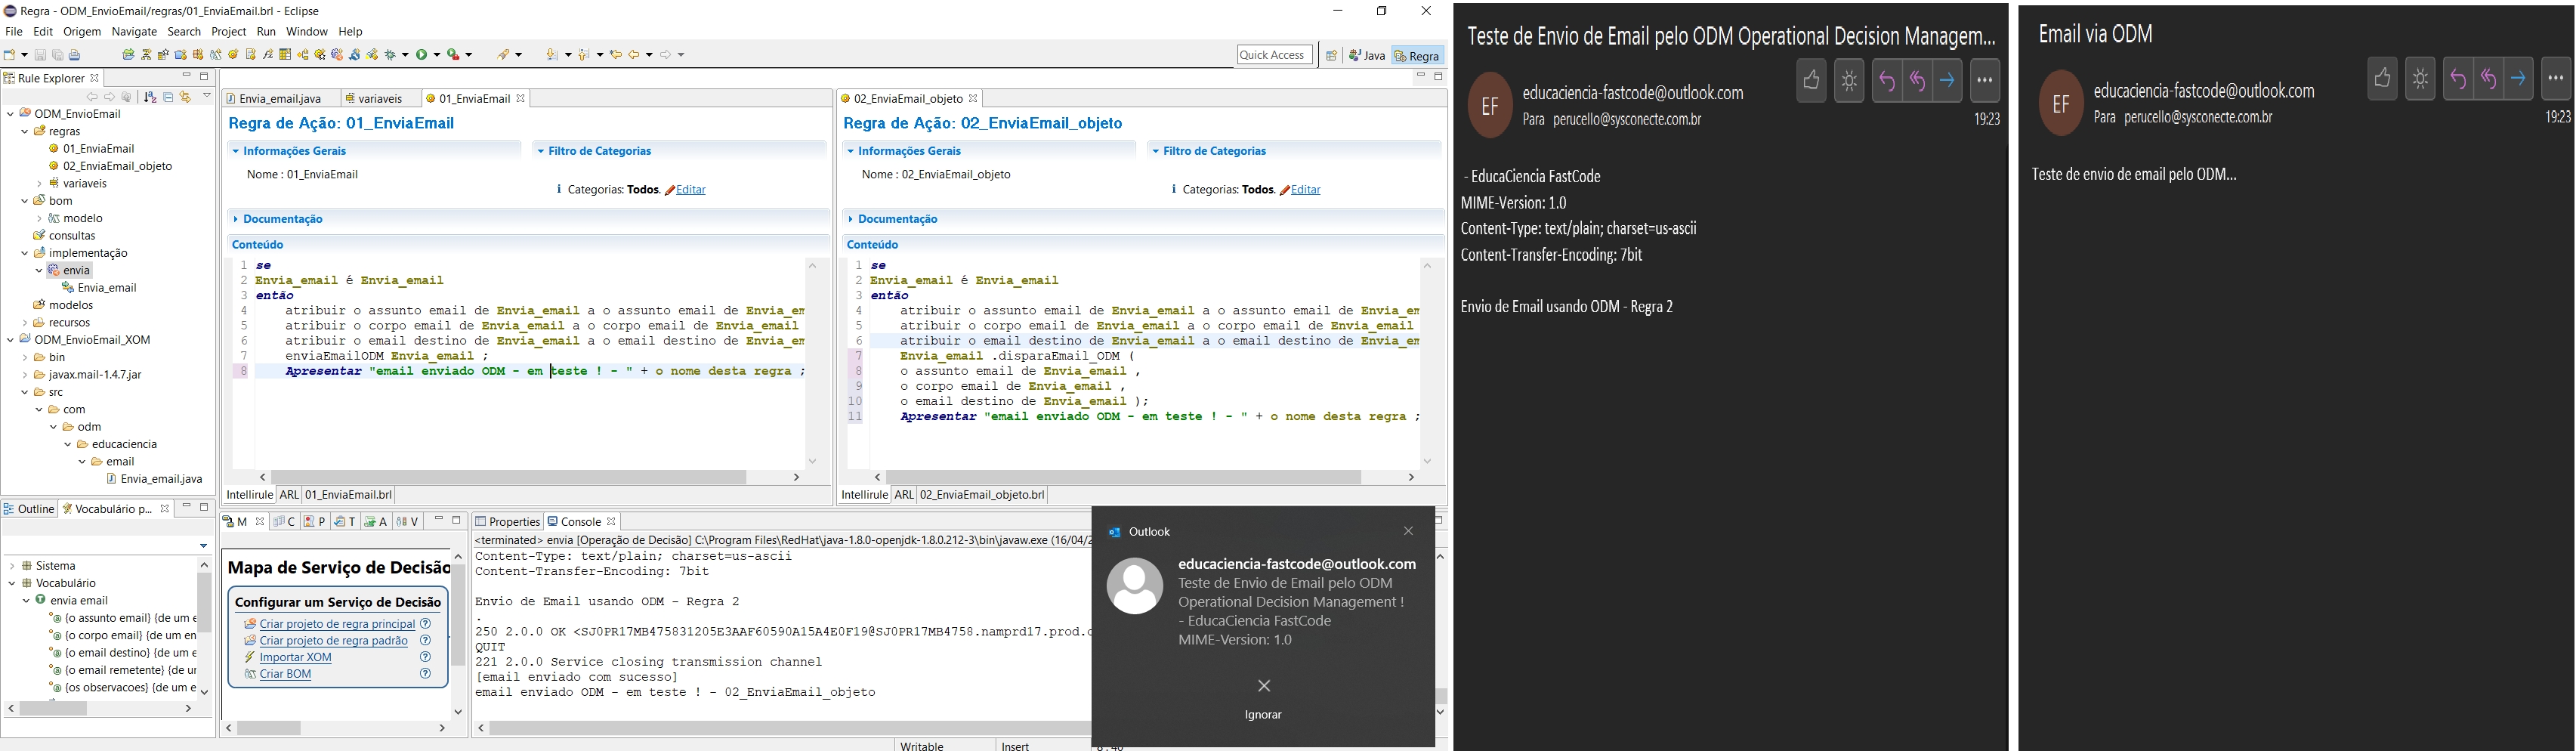 Regra - ODM_EnvioEmail/regras/01_EnviaEmail.brl - Eclipse
File Edit Origem Navigate Search Project Run Window Help
Quick Access
Java
Regra
Rule Explorer
ODM_EnvioEmail
regras
01_EnviaEmail
02_EnviaEmail_objeto
variaveis
bom
modelo
consultas
implementação
envia
Envia_email
modelos
recursos
ODM_EnvioEmail_XOM
bin
javax.mail-1.4.7.jar
src
com
odm
educaciencia
email
Envia_email.java
Envia_email.java
variaveis
01_EnviaEmail
Regra de Ação: 01_EnviaEmail
Informações Gerais
Filtro de Categorias
Nome : 01_EnviaEmail
Categorias: Todos. Editar
Documentação
Conteúdo
1 se
2 Envia_email é Envia_email
3 então
4 atribuir o assunto email de Envia_email a o assunto email de Envia_em
5 atribuir o corpo email de Envia_email a o corpo email de Envia_email
6 atribuir o email destino de Envia_email a o email destino de Envia_em
7 enviaEmailODM Envia_email ;
8 Apresentar "email enviado ODM - em teste ! - " + o nome desta regra ;
Intellirule ARL 01_EnviaEmail.brl
02_EnviaEmail_objeto
Regra de Ação: 02_EnviaEmail_objeto
Informações Gerais
Filtro de Categorias
Nome : 02_EnviaEmail_objeto
Categorias: Todos. Editar
Documentação
Conteúdo
1 se
2 Envia_email é Envia_email
3 então
4 atribuir o assunto email de Envia_email a o assunto email de Envia_em
5 atribuir o corpo email de Envia_email a o corpo email de Envia_email
6 atribuir o email destino de Envia_email a o email destino de Envia_em
7 Envia_email .disparaEmail_ODM (
8 o assunto email de Envia_email ,
9 o corpo email de Envia_email ,
10 o email destino de Envia_email );
11 Apresentar "email enviado ODM - em teste ! - " + o nome desta regra ;
Intellirule ARL 02_EnviaEmail_objeto.brl
Outline Vocabulário p...
Sistema
Vocabulário
envia email
{o assunto email} {de um e
{o corpo email} {de um en
{o email destino} {de um e
{o email remetente} {de ur
{os observacoes} {de um e
M C P T A V
Mapa de Serviço de Decisão
Configurar um Serviço de Decisão
Criar projeto de regra principal
Criar projeto de regra padrão
Importar XOM
Criar BOM
Properties Console
<terminated> envia [Operação de Decisão] C:\Program Files\RedHat\java-1.8.0-openjdk-1.8.0.212-3\bin\javaw.exe (16/04/2
Content-Type: text/plain; charset=us-ascii
Content-Transfer-Encoding: 7bit
Envio de Email usando ODM - Regra 2
.
250 2.0.0 OK <SJ0PR17MB475831205E3AAF60590A15A4E0F19@SJ0PR17MB4758.namprd17.prod.o
QUIT
221 2.0.0 Service closing transmission channel
[email enviado com sucesso]
email enviado ODM - em teste ! - 02_EnviaEmail_objeto
Writable
Insert
Outlook
educaciencia-fastcode@outlook.com
Teste de Envio de Email pelo ODM
Operational Decision Management !
- EducaCiencia FastCode
MIME-Version: 1.0
Ignorar
Teste de Envio de Email pelo ODM Operational Decision Managem...
EF
educaciencia-fastcode@outlook.com
Para perucello@sysconecte.com.br
19:23
- EducaCiencia FastCode
MIME-Version: 1.0
Content-Type: text/plain; charset=us-ascii
Content-Transfer-Encoding: 7bit
Envio de Email usando ODM - Regra 2
Email via ODM
EF
educaciencia-fastcode@outlook.com
Para perucello@sysconecte.com.br
19:23
Teste de envio de email pelo ODM...